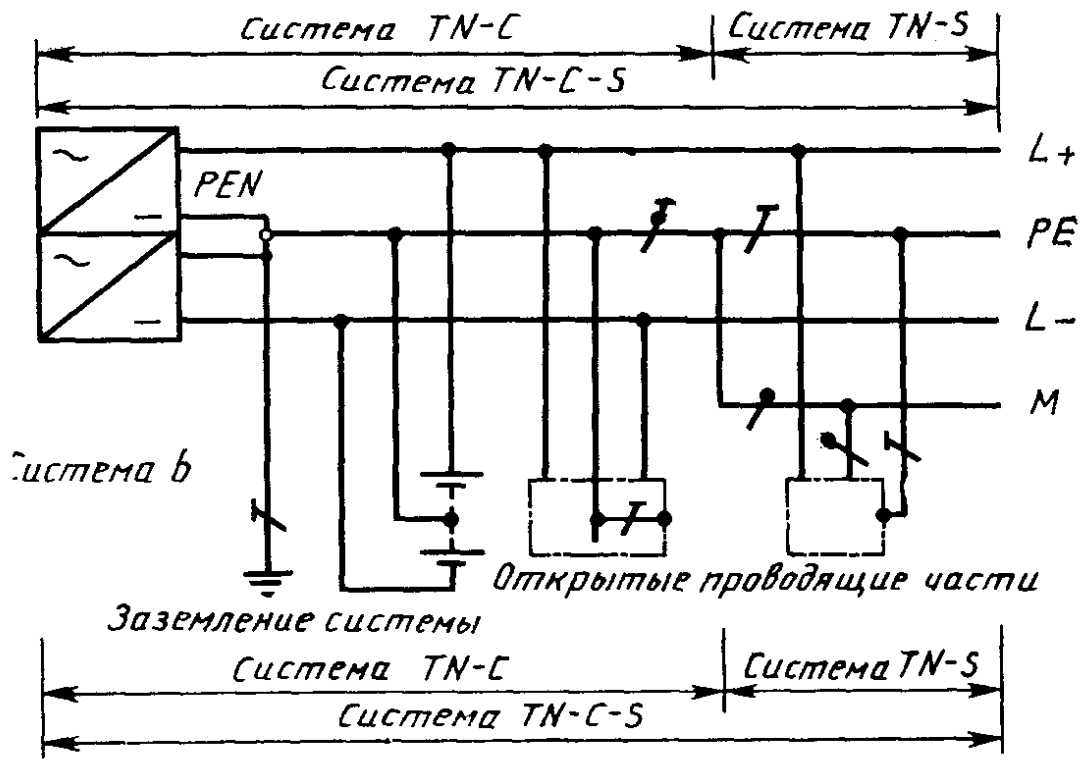 Система TN-C
Система TN-S
Система TN-C-S
L+
PEN
PE
L-
M
Система b
Открытые проводящие части
Заземление системы
Система TN-C
Система TN-S
Система TN-C-S